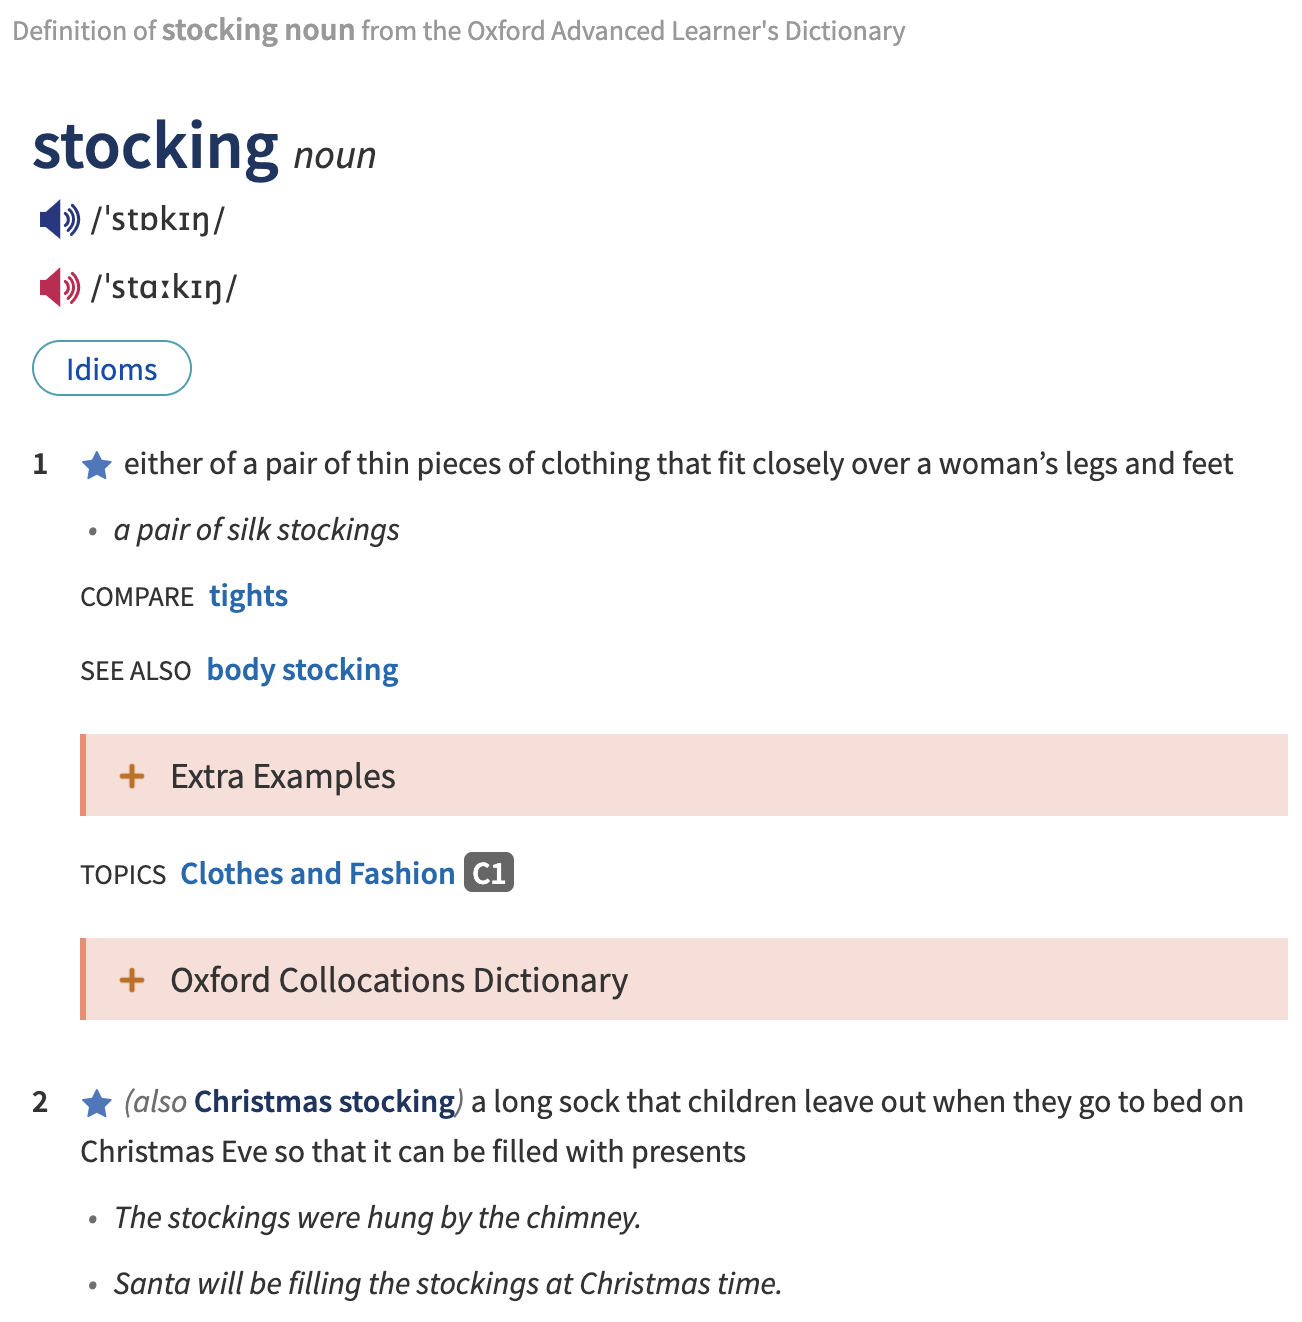 Definition of stocking noun from the Oxford Advanced Learner's Dictionary
stocking noun
/ˈstɒkɪŋ/
/ˈstɑːkɪŋ/
Idioms
1 ★ either of a pair of thin pieces of clothing that fit closely over a woman’s legs and feet
• a pair of silk stockings
COMPARE tights
SEE ALSO body stocking
+ Extra Examples
TOPICS Clothes and Fashion C1
+ Oxford Collocations Dictionary
2 ★ (also Christmas stocking) a long sock that children leave out when they go to bed on
Christmas Eve so that it can be filled with presents
• The stockings were hung by the chimney.
• Santa will be filling the stockings at Christmas time.